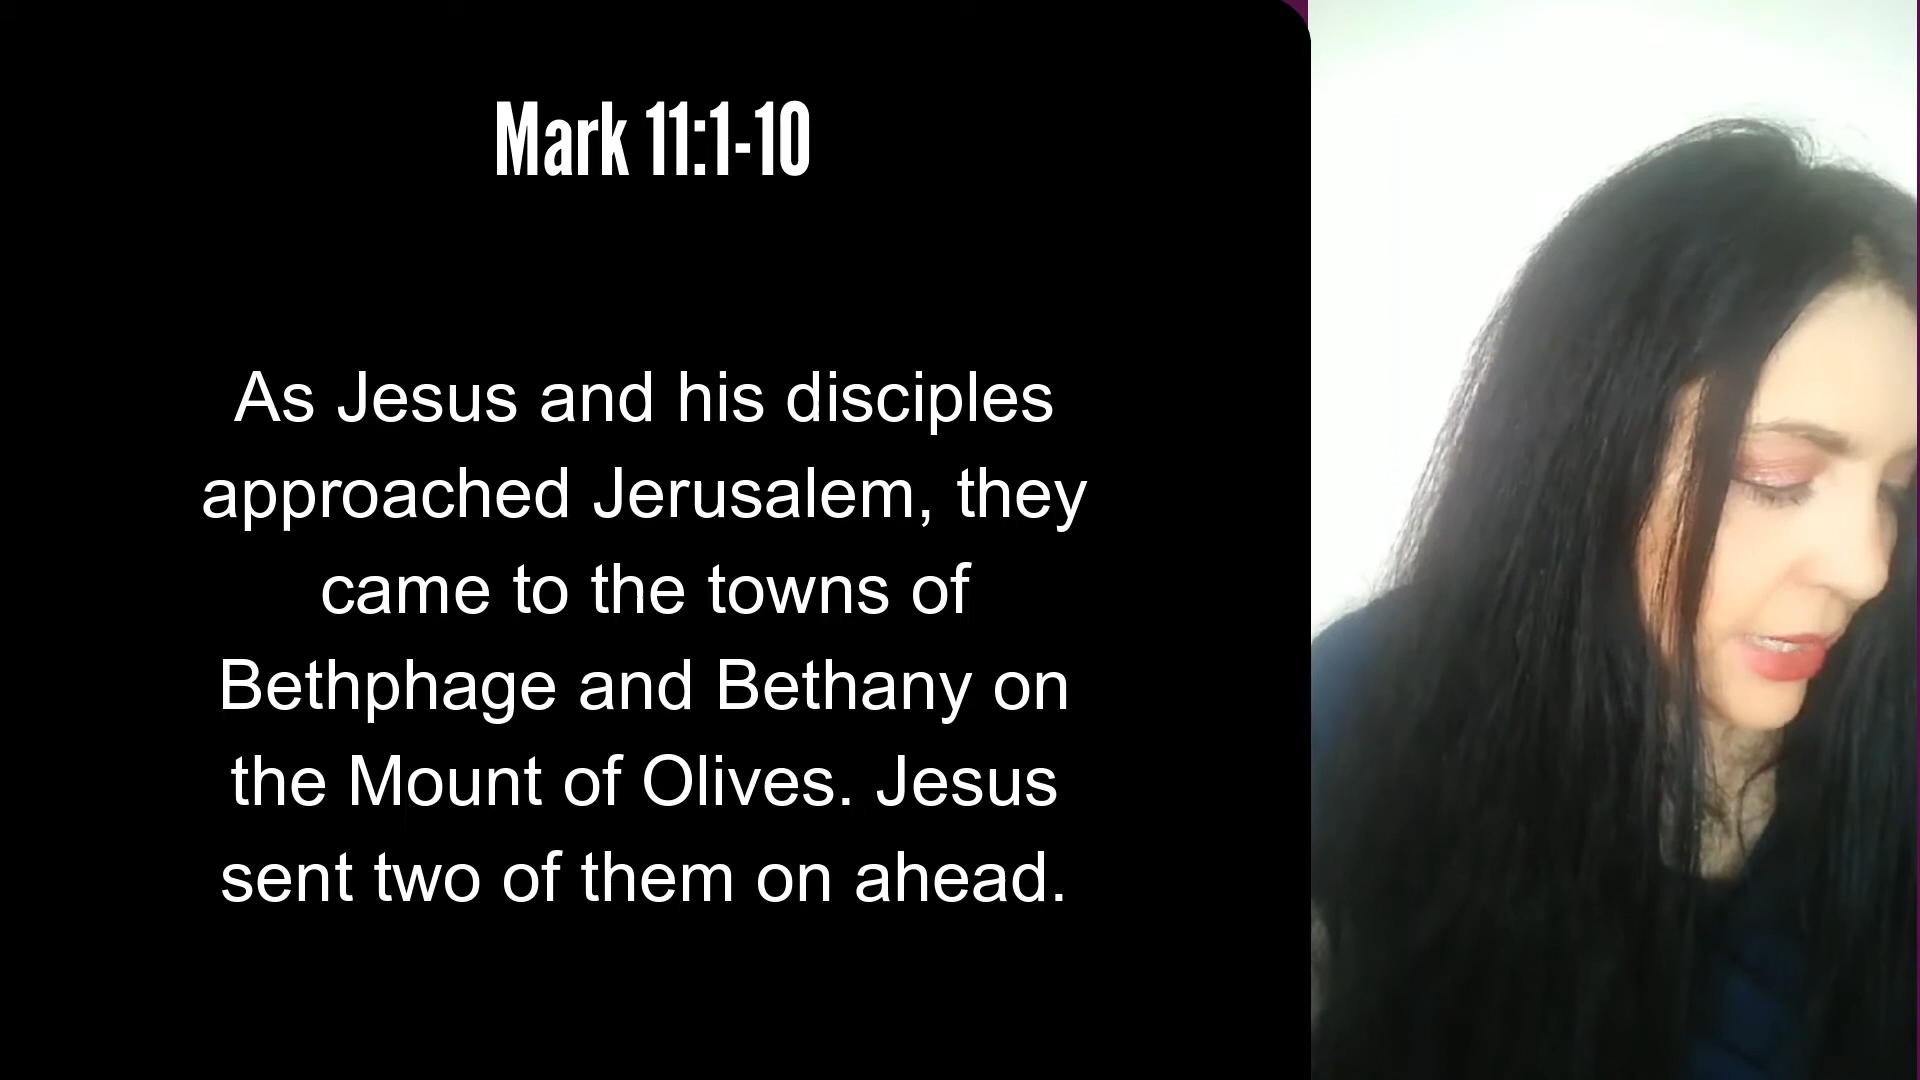 Mark 11:1-10
As Jesus and his disciples
approached Jerusalem, they
came to the towns of
Bethphage and Bethany on
the Mount of Olives. Jesus
sent two of them on ahead.